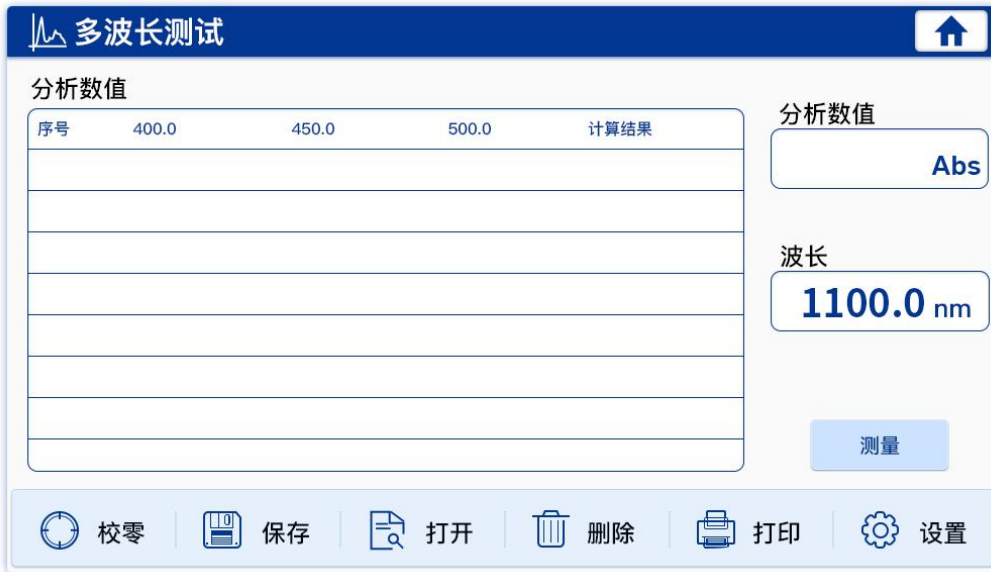 多波长测试
分析数值
序号 400.0 450.0 500.0 计算结果
分析数值
Abs
波长
1100.0 nm
测量
校零 保存 打开 删除 打印 设置